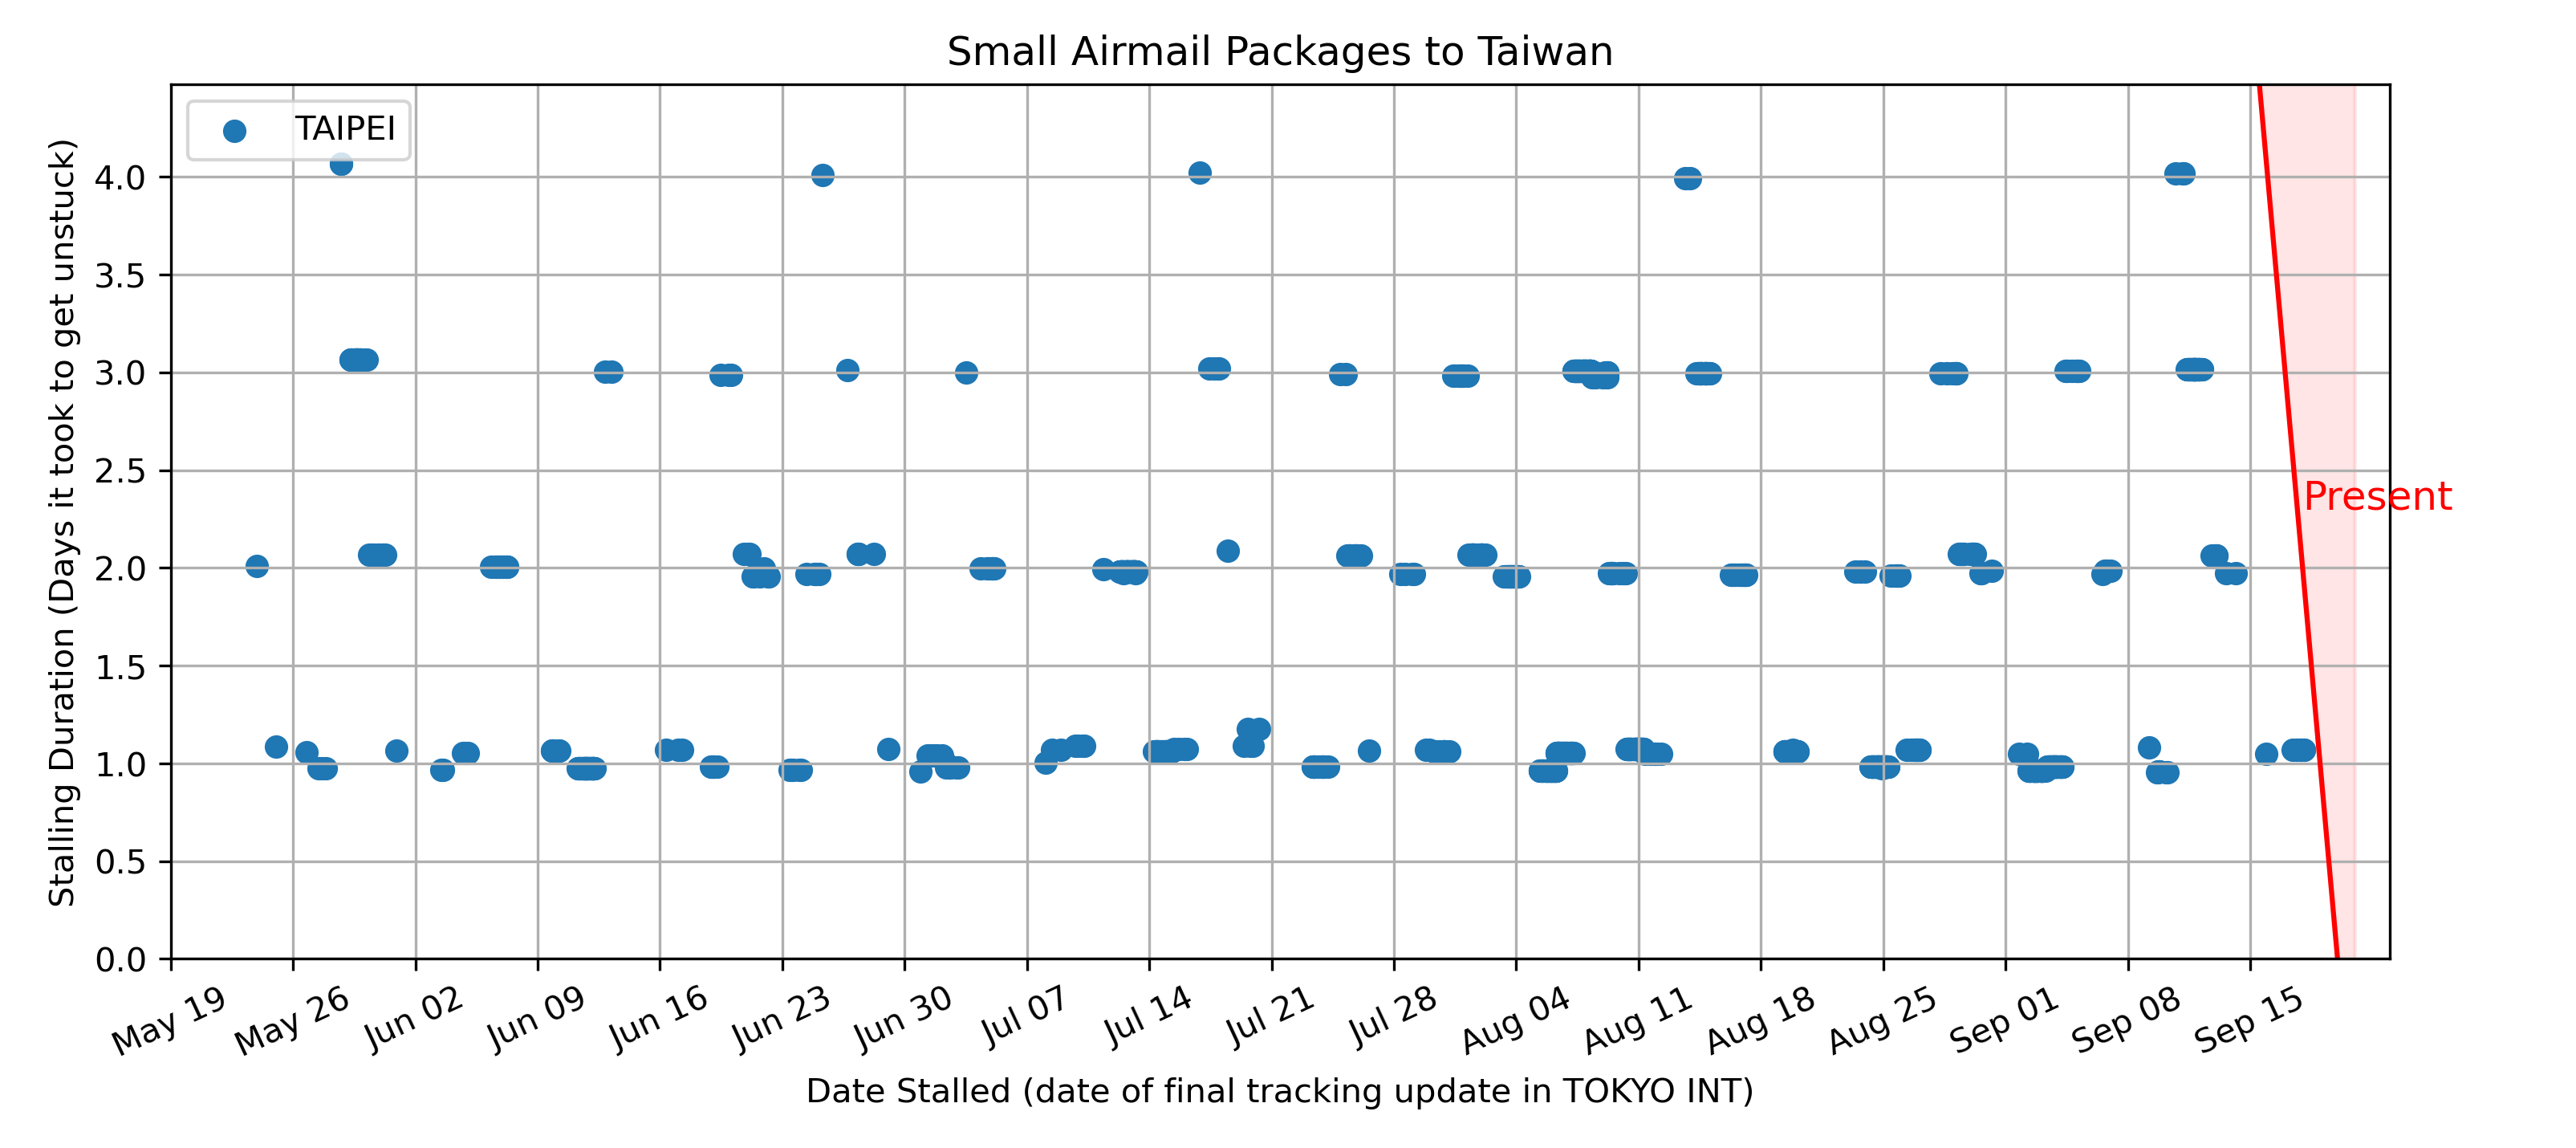 Small Airmail Packages to Taiwan
TAIPEI
Stalling Duration (Days it took to get unstuck)
4.0
3.5
3.0
2.5
2.0
1.5
1.0
0.5
0.0
Present
May 19
May 26
Jun 02
Jun 09
Jun 16
Jun 23
Jun 30
Jul 07
Jul 14
Jul 21
Jul 28
Aug 04
Aug 11
Aug 18
Aug 25
Sep 01
Sep 08
Sep 15
Date Stalled (date of final tracking update in TOKYO INT)